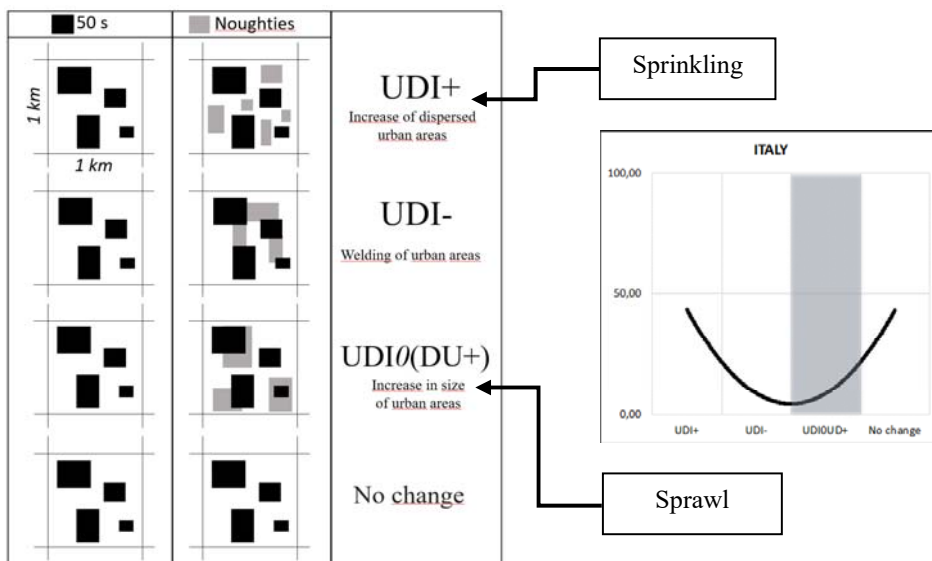 50 s
Noughties
1 km
1 km
UDI+
Increase of dispersed
urban areas
UDI-
Welding of urban areas
UDI0(DU+)
Increase in size
of urban areas
No change
Sprinkling
ITALY
100,00
50,00
0,00
UDI+ UDI- UDI0UD+ No change
Sprawl